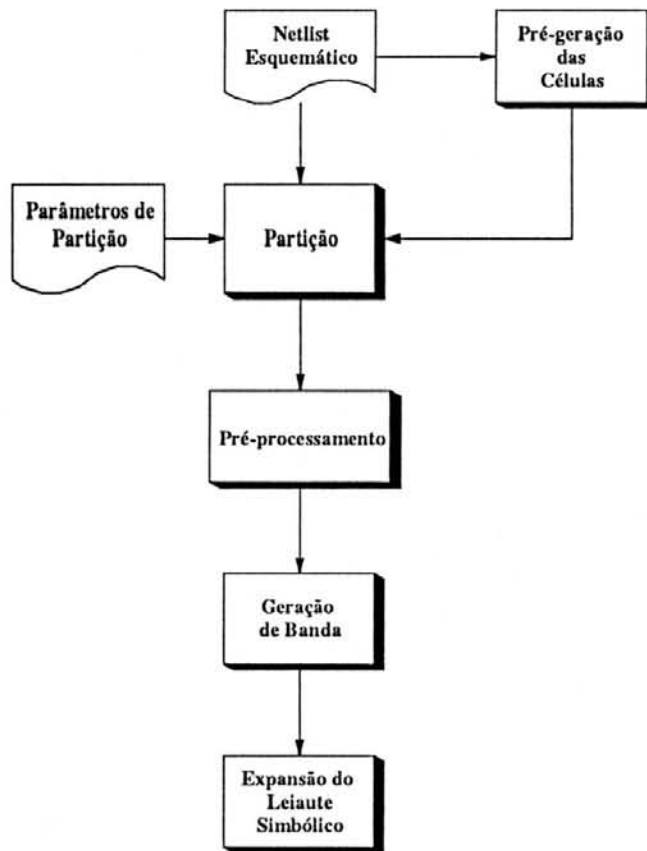 Netlist
Esquemático
Pré-geração
das
Células
Parâmetros de
Partição
Partição
Pré-processamento
Geração
de Banda
Expansão do
Leiaute
Simbólico